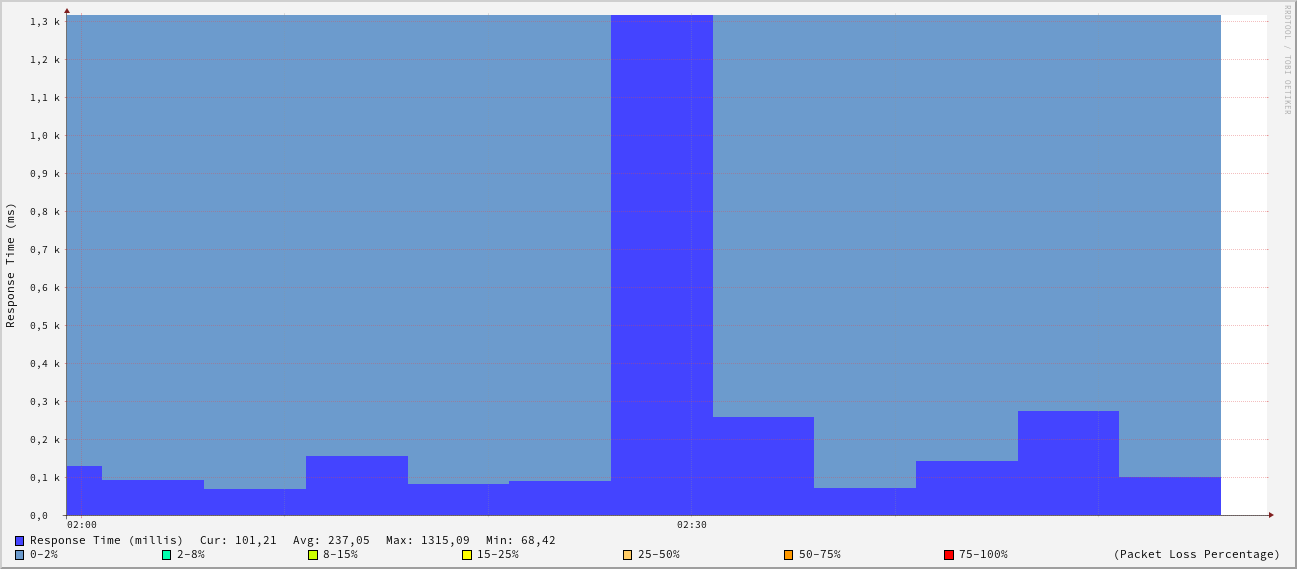 RRDTOOL / TOBI OETIKER
Response Time (ms)
1,3 k
1,2 k
1,1 k
1,0 k
0,9 k
0,8 k
0,7 k
0,6 k
0,5 k
0,4 k
0,3 k
0,2 k
0,1 k
0,0
02:00 02:30
Response Time (millis) Cur: 101,21 Avg: 237,05 Max: 1315,09 Min: 68,42
0-2% 2-8% 8-15% 15-25% 25-50% 50-75% 75-100% (Packet Loss Percentage)